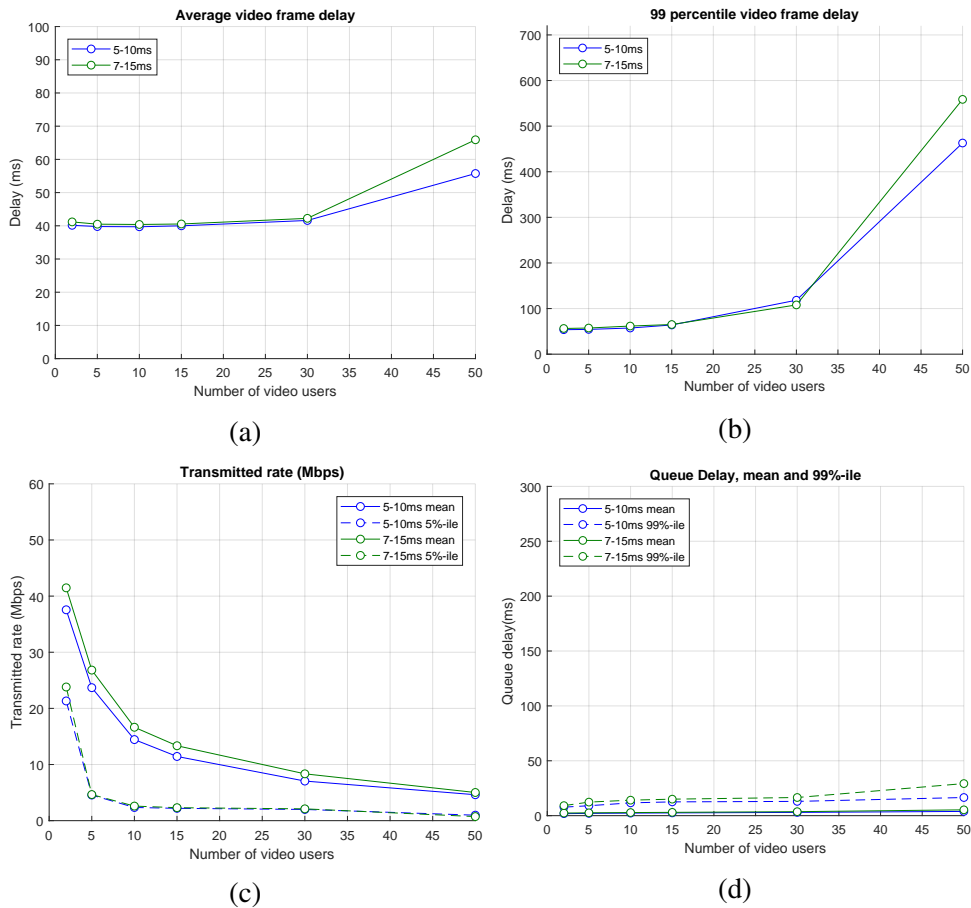 Average video frame delay
100
90
80
70
60
50
40
30
20
10
0
Delay (ms)
5-10ms
7-15ms
0 5 10 15 20 25 30 35 40 45 50
Number of video users
(a)
99 percentile video frame delay
700
600
500
400
300
200
100
0
Delay (ms)
5-10ms
7-15ms
0 5 10 15 20 25 30 35 40 45 50
Number of video users
(b)
Transmitted rate (Mbps)
60
50
40
30
20
10
0
Transmitted rate (Mbps)
5-10ms mean
5-10ms 5%-ile
7-15ms mean
7-15ms 5%-ile
0 5 10 15 20 25 30 35 40 45 50
Number of video users
(c)
Queue Delay, mean and 99%-ile
300
250
200
150
100
50
0
Queue delay(ms)
5-10ms mean
5-10ms 99%-ile
7-15ms mean
7-15ms 99%-ile
0 5 10 15 20 25 30 35 40 45 50
Number of video users
(d)